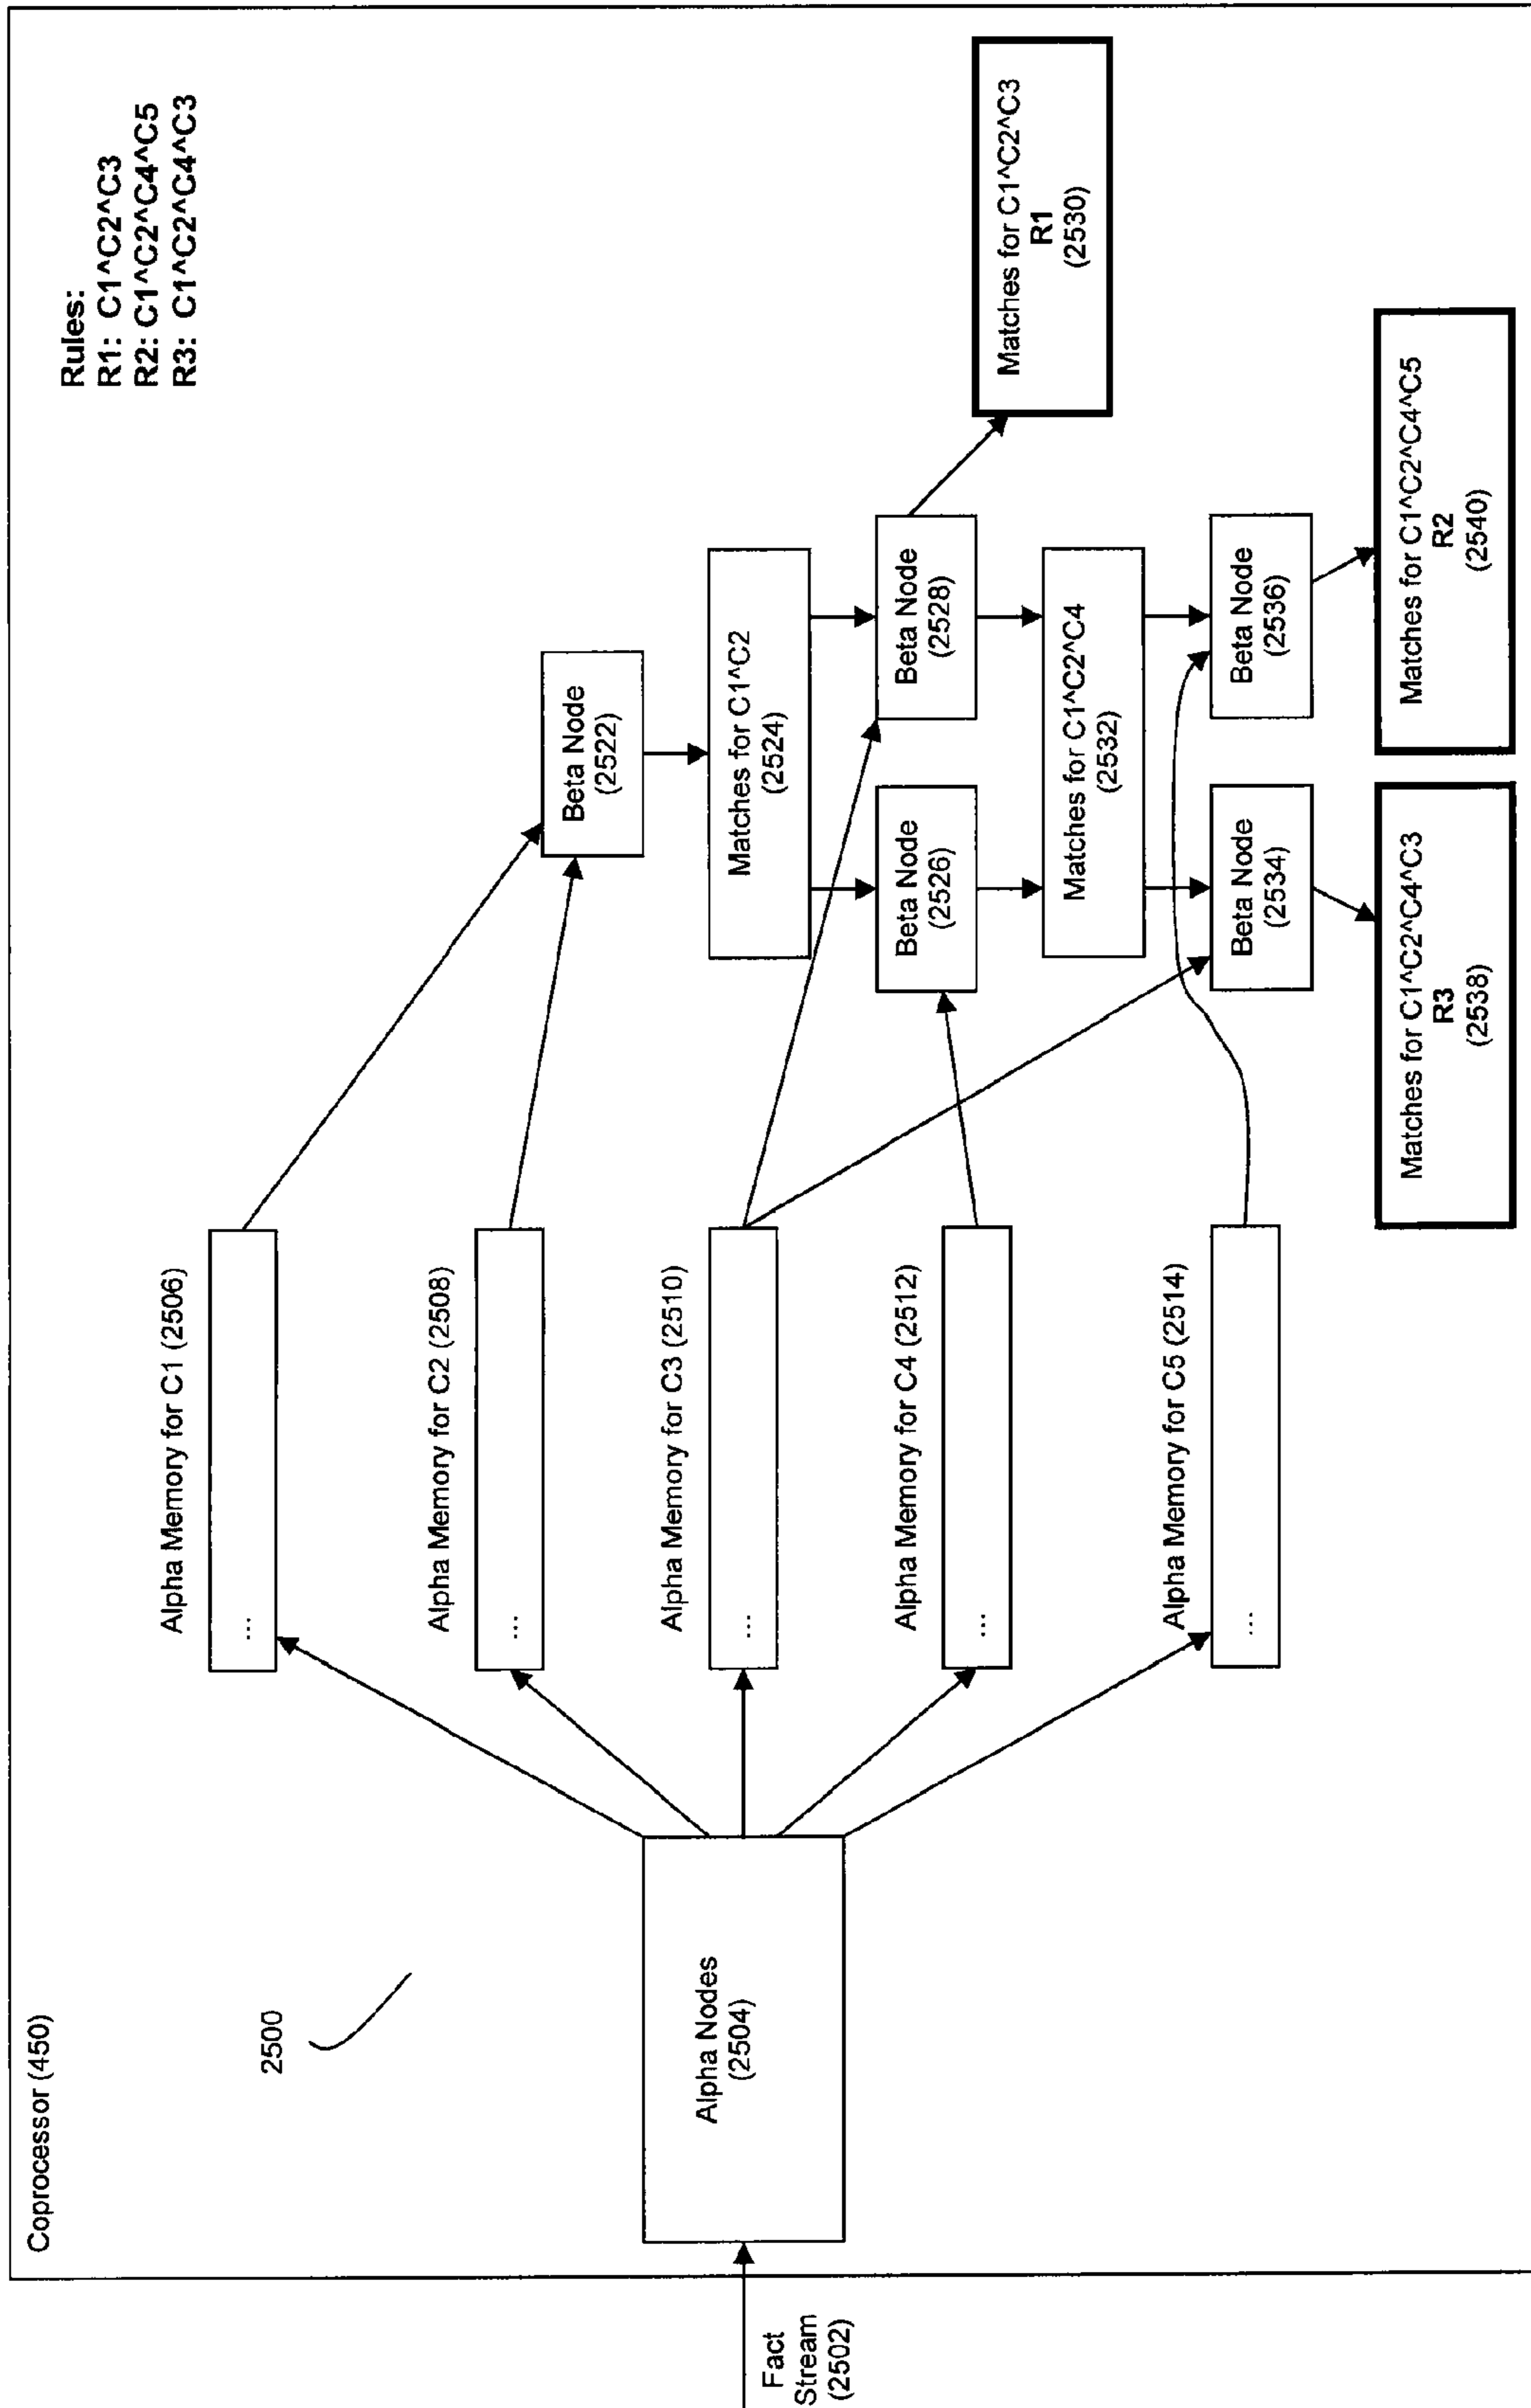 Coprocessor (450)
2500
Rules:
R1: C1^C2^C3
R2: C1^C2^C4^C5
R3: C1^C2^C4^C3
Fact
Stream
(2502)
Alpha Nodes
(2504)
Alpha Memory for C1 (2506)
...
Alpha Memory for C2 (2508)
...
Alpha Memory for C3 (2510)
...
Alpha Memory for C4 (2512)
...
Alpha Memory for C5 (2514)
...
Beta Node
(2522)
Matches for C1^C2
(2524)
Beta Node
(2526)
Beta Node
(2528)
Matches for C1^C2^C3
R1
(2530)
Matches for C1^C2^C4
(2532)
Beta Node
(2534)
Beta Node
(2536)
Matches for C1^C2^C4^C3
R3
(2538)
Matches for C1^C2^C4^C5
R2
(2540)